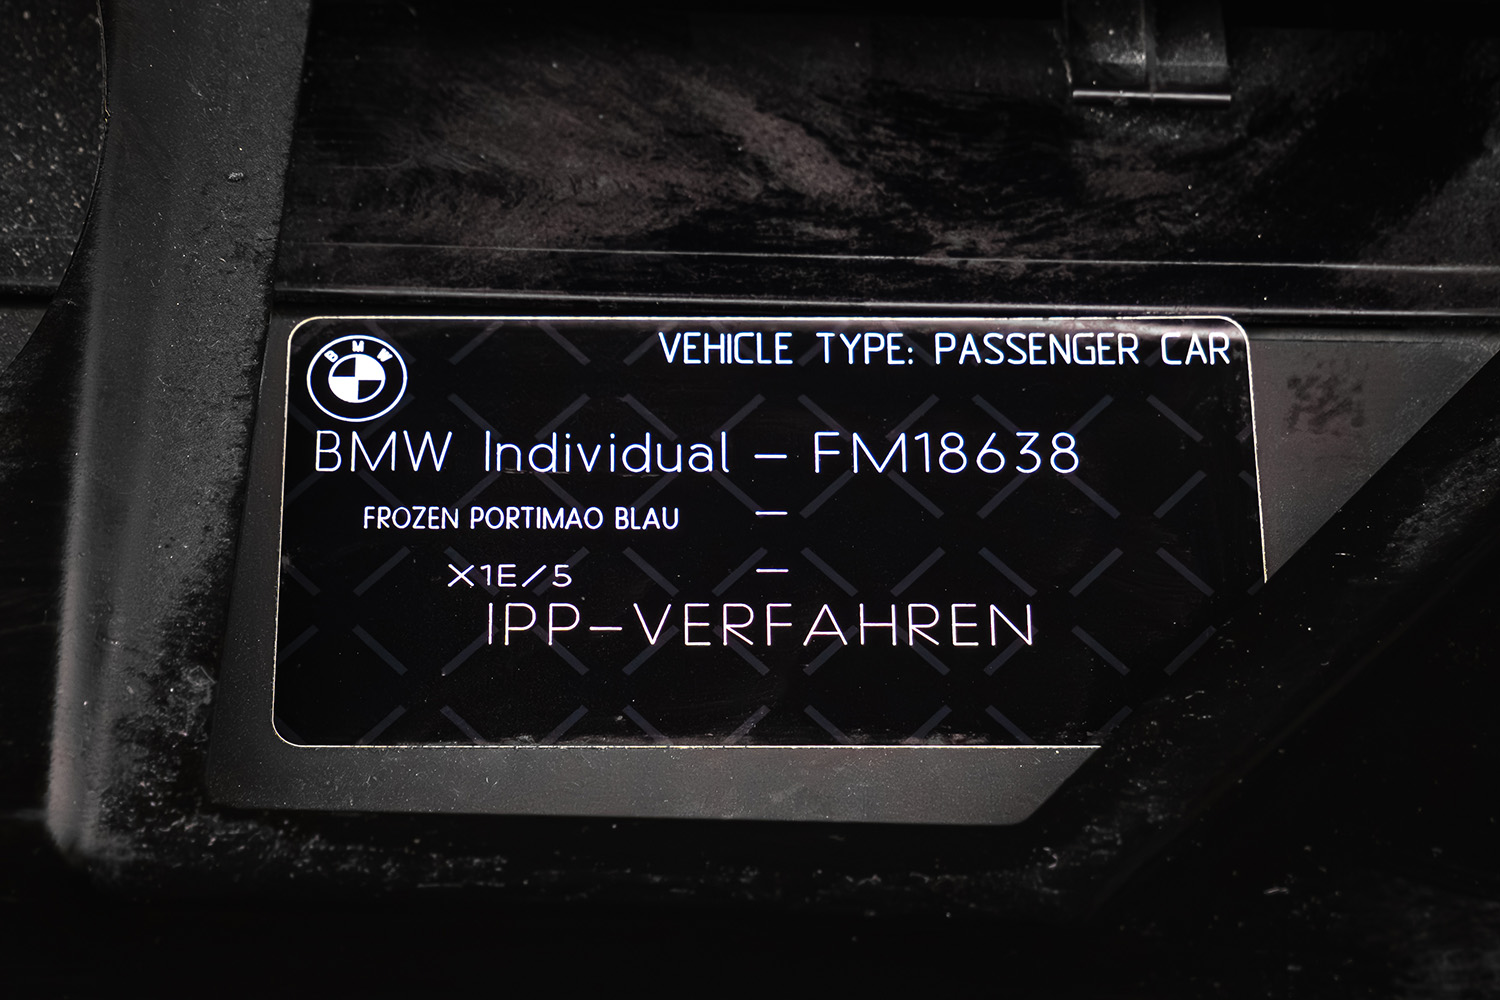 VEHICLE TYPE: PASSENGER CAR
BMW
BMW Individual – FM18638
FROZEN PORTIMAO BLAU –
X1E/5 –
IPP-VERFAHREN